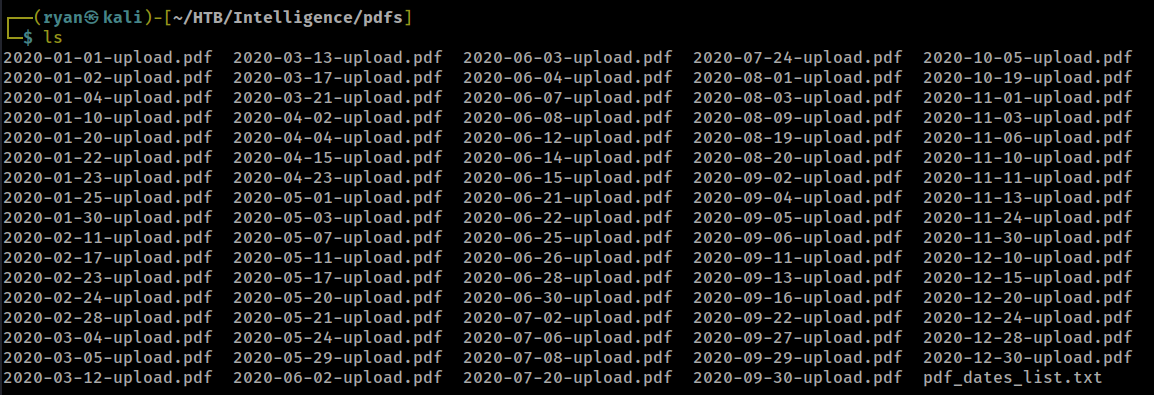 ┌──(ryan㉿kali)-[~/HTB/Intelligence/pdfs]
└─$ ls
2020-01-01-upload.pdf  2020-03-13-upload.pdf  2020-06-03-upload.pdf  2020-07-24-upload.pdf  2020-10-05-upload.pdf
2020-01-02-upload.pdf  2020-03-17-upload.pdf  2020-06-04-upload.pdf  2020-08-01-upload.pdf  2020-10-19-upload.pdf
2020-01-04-upload.pdf  2020-03-21-upload.pdf  2020-06-07-upload.pdf  2020-08-03-upload.pdf  2020-11-01-upload.pdf
2020-01-10-upload.pdf  2020-04-02-upload.pdf  2020-06-08-upload.pdf  2020-08-09-upload.pdf  2020-11-03-upload.pdf
2020-01-20-upload.pdf  2020-04-04-upload.pdf  2020-06-12-upload.pdf  2020-08-19-upload.pdf  2020-11-06-upload.pdf
2020-01-22-upload.pdf  2020-04-15-upload.pdf  2020-06-14-upload.pdf  2020-08-20-upload.pdf  2020-11-10-upload.pdf
2020-01-23-upload.pdf  2020-04-23-upload.pdf  2020-06-15-upload.pdf  2020-09-02-upload.pdf  2020-11-11-upload.pdf
2020-01-25-upload.pdf  2020-05-01-upload.pdf  2020-06-21-upload.pdf  2020-09-04-upload.pdf  2020-11-13-upload.pdf
2020-01-30-upload.pdf  2020-05-03-upload.pdf  2020-06-22-upload.pdf  2020-09-05-upload.pdf  2020-11-24-upload.pdf
2020-02-11-upload.pdf  2020-05-07-upload.pdf  2020-06-25-upload.pdf  2020-09-06-upload.pdf  2020-11-30-upload.pdf
2020-02-17-upload.pdf  2020-05-11-upload.pdf  2020-06-26-upload.pdf  2020-09-11-upload.pdf  2020-12-10-upload.pdf
2020-02-23-upload.pdf  2020-05-17-upload.pdf  2020-06-28-upload.pdf  2020-09-13-upload.pdf  2020-12-15-upload.pdf
2020-02-24-upload.pdf  2020-05-20-upload.pdf  2020-06-30-upload.pdf  2020-09-16-upload.pdf  2020-12-20-upload.pdf
2020-02-28-upload.pdf  2020-05-21-upload.pdf  2020-07-02-upload.pdf  2020-09-22-upload.pdf  2020-12-24-upload.pdf
2020-03-04-upload.pdf  2020-05-24-upload.pdf  2020-07-06-upload.pdf  2020-09-27-upload.pdf  2020-12-28-upload.pdf
2020-03-05-upload.pdf  2020-05-29-upload.pdf  2020-07-08-upload.pdf  2020-09-29-upload.pdf  2020-12-30-upload.pdf
2020-03-12-upload.pdf  2020-06-02-upload.pdf  2020-07-20-upload.pdf  2020-09-30-upload.pdf  pdf_dates_list.txt